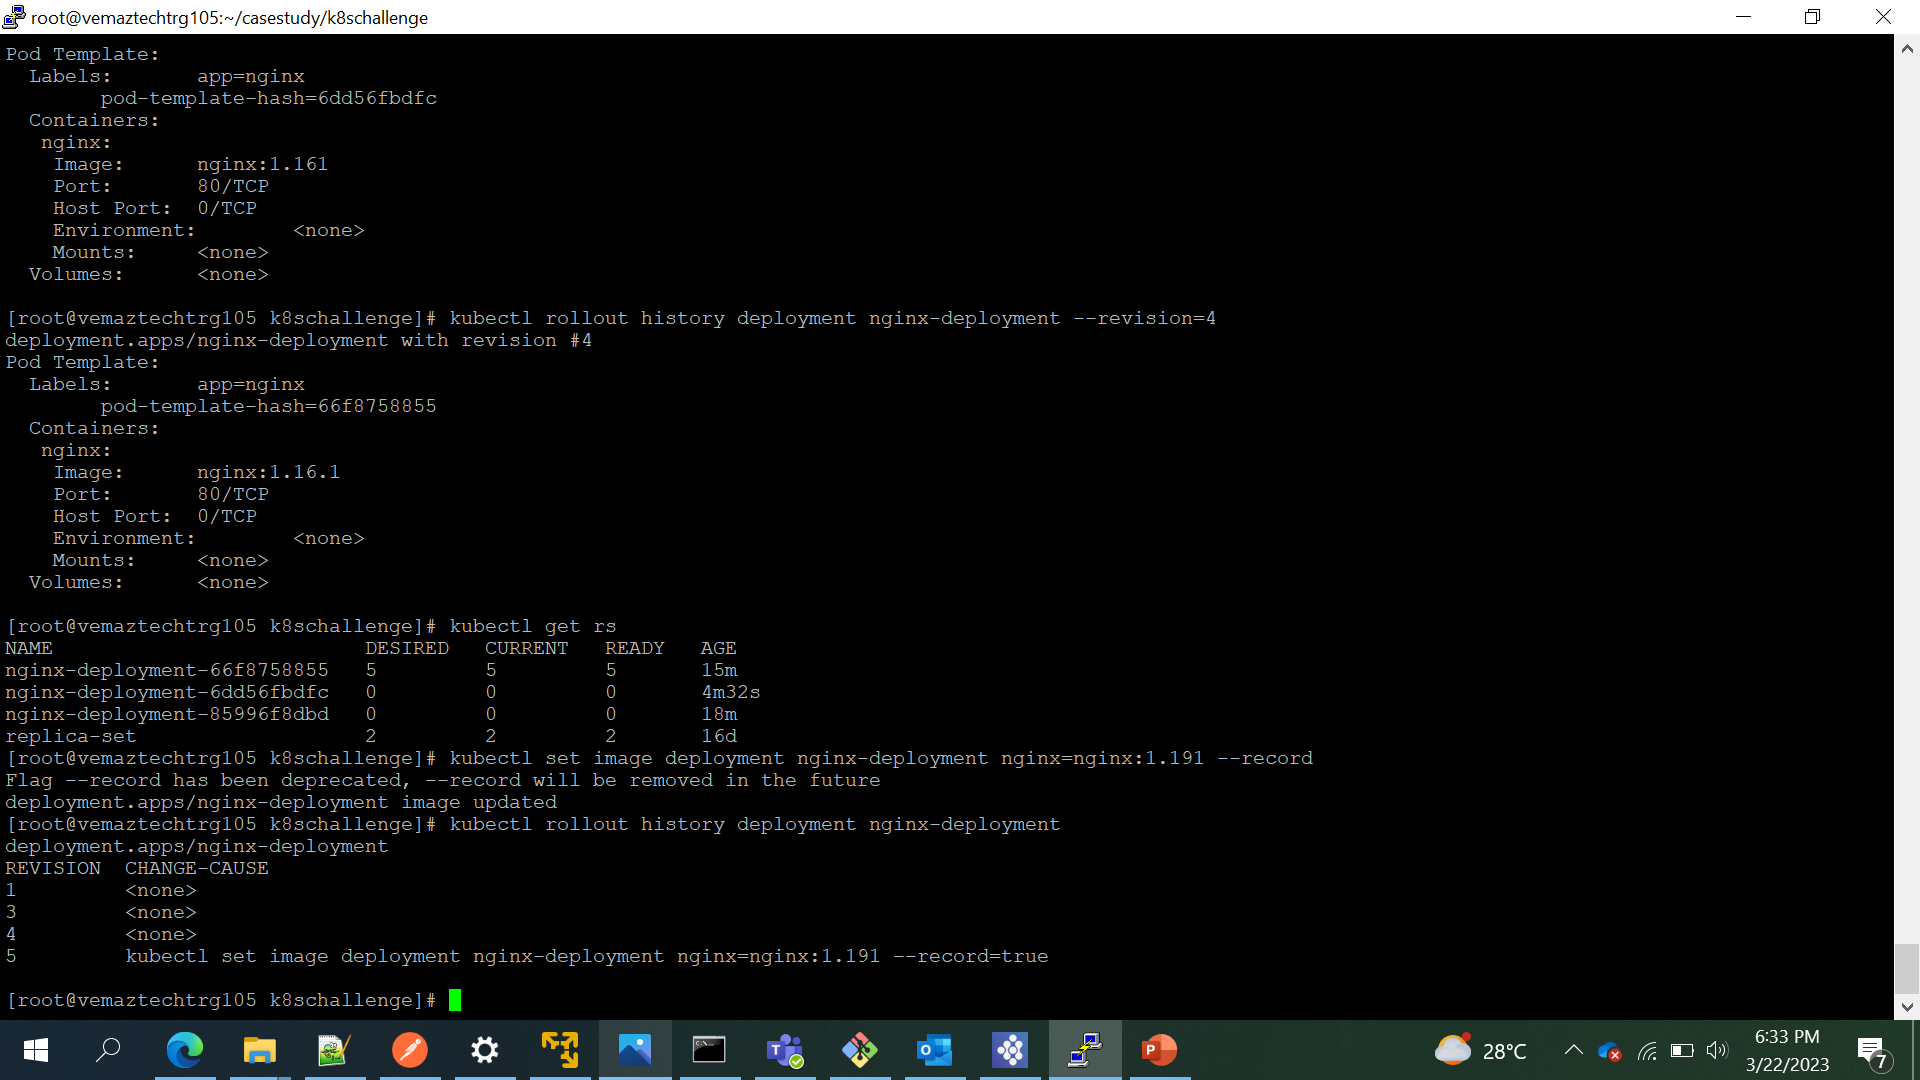 root@vemaztechtrg105:~/casestudy/k8schallenge
Pod Template:
  Labels:       app=nginx
        pod-template-hash=6dd56fbdfc
  Containers:
   nginx:
    Image:      nginx:1.161
    Port:       80/TCP
    Host Port:  0/TCP
    Environment:        <none>
    Mounts:     <none>
  Volumes:      <none>
[root@vemaztechtrg105 k8schallenge]# kubectl rollout history deployment nginx-deployment --revision=4
deployment.apps/nginx-deployment with revision #4
Pod Template:
  Labels:       app=nginx
        pod-template-hash=66f8758855
  Containers:
   nginx:
    Image:      nginx:1.16.1
    Port:       80/TCP
    Host Port:  0/TCP
    Environment:        <none>
    Mounts:     <none>
  Volumes:      <none>
[root@vemaztechtrg105 k8schallenge]# kubectl get rs
NAME                          DESIRED   CURRENT   READY   AGE
nginx-deployment-66f8758855   5         5         5       15m
nginx-deployment-6dd56fbdfc   0         0         0       4m32s
nginx-deployment-85996f8dbd   0         0         0       18m
replica-set                   2         2         2       16d
[root@vemaztechtrg105 k8schallenge]# kubectl set image deployment nginx-deployment nginx=nginx:1.191 --record
Flag --record has been deprecated, --record will be removed in the future
deployment.apps/nginx-deployment image updated
[root@vemaztechtrg105 k8schallenge]# kubectl rollout history deployment nginx-deployment
deployment.apps/nginx-deployment
REVISION  CHANGE-CAUSE
1         <none>
3         <none>
4         <none>
5         kubectl set image deployment nginx-deployment nginx=nginx:1.191 --record=true
[root@vemaztechtrg105 k8schallenge]#
28°C
6:33 PM
3/22/2023
7